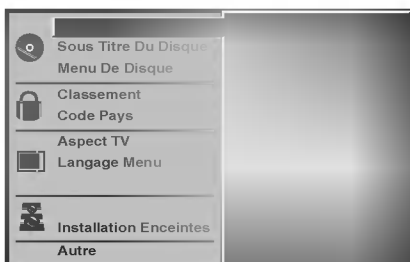 Sous Titre Du Disque
Menu De Disque
Classement
Code Pays
Aspect TV
Langage Menu
Installation Enceintes
Autre